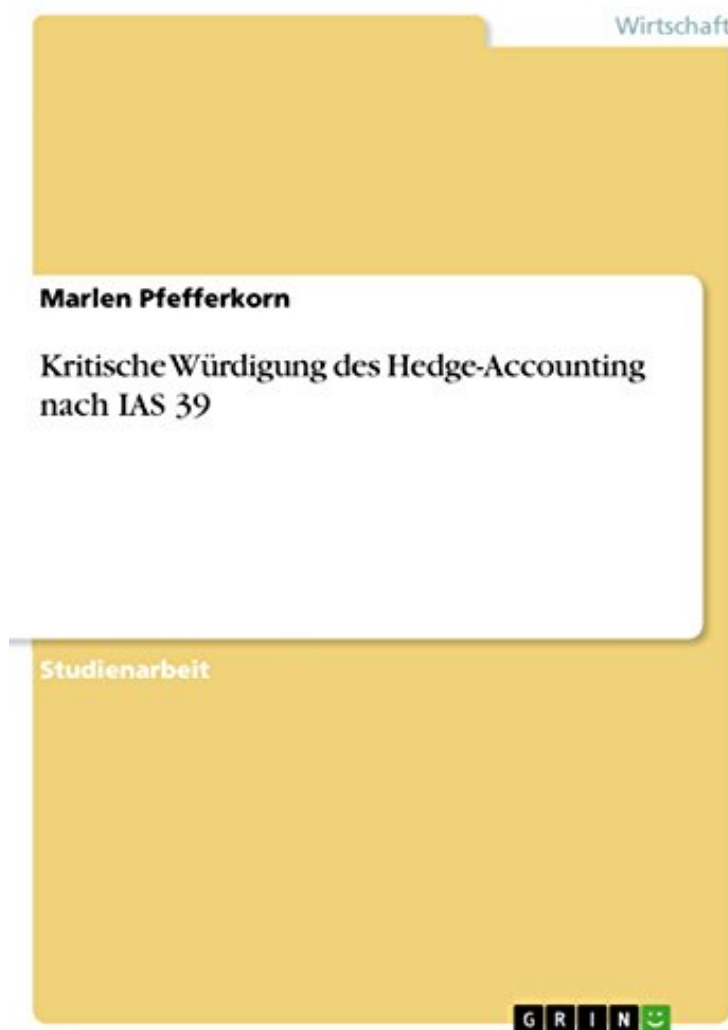 Wirtschaft
Marlen Pfefferkorn
Kritische Würdigung des Hedge-Accounting
nach IAS 39
Studienarbeit
GRIN